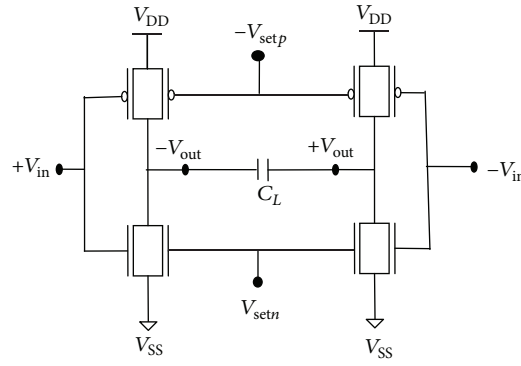 V_DD
V_DD
−V_setp
+V_in
−V_out
+V_out
−V_in
C_L
V_setn
V_SS
V_SS